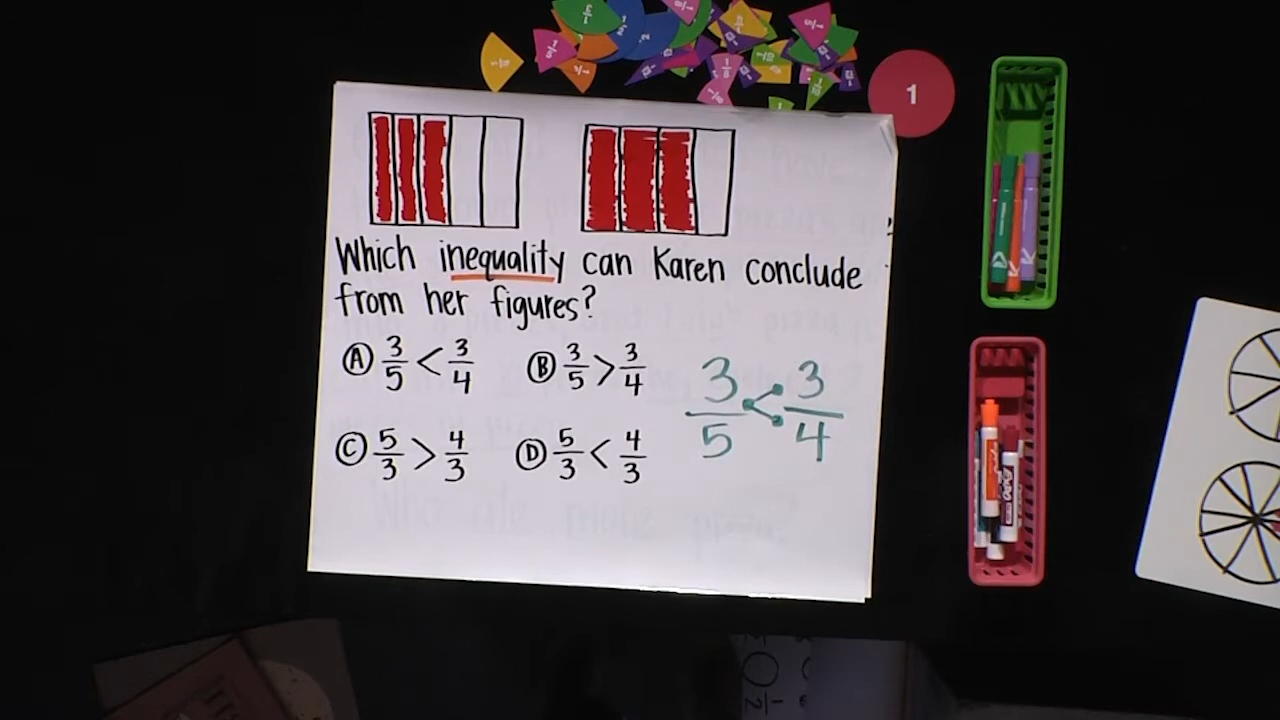 1
Which inequality can Karen conclude
from her figures?
Ⓐ 3/5 < 3/4 Ⓑ 3/5 > 3/4
Ⓒ 5/3 > 4/3 Ⓓ 5/3 < 4/3
3/5 < 3/4